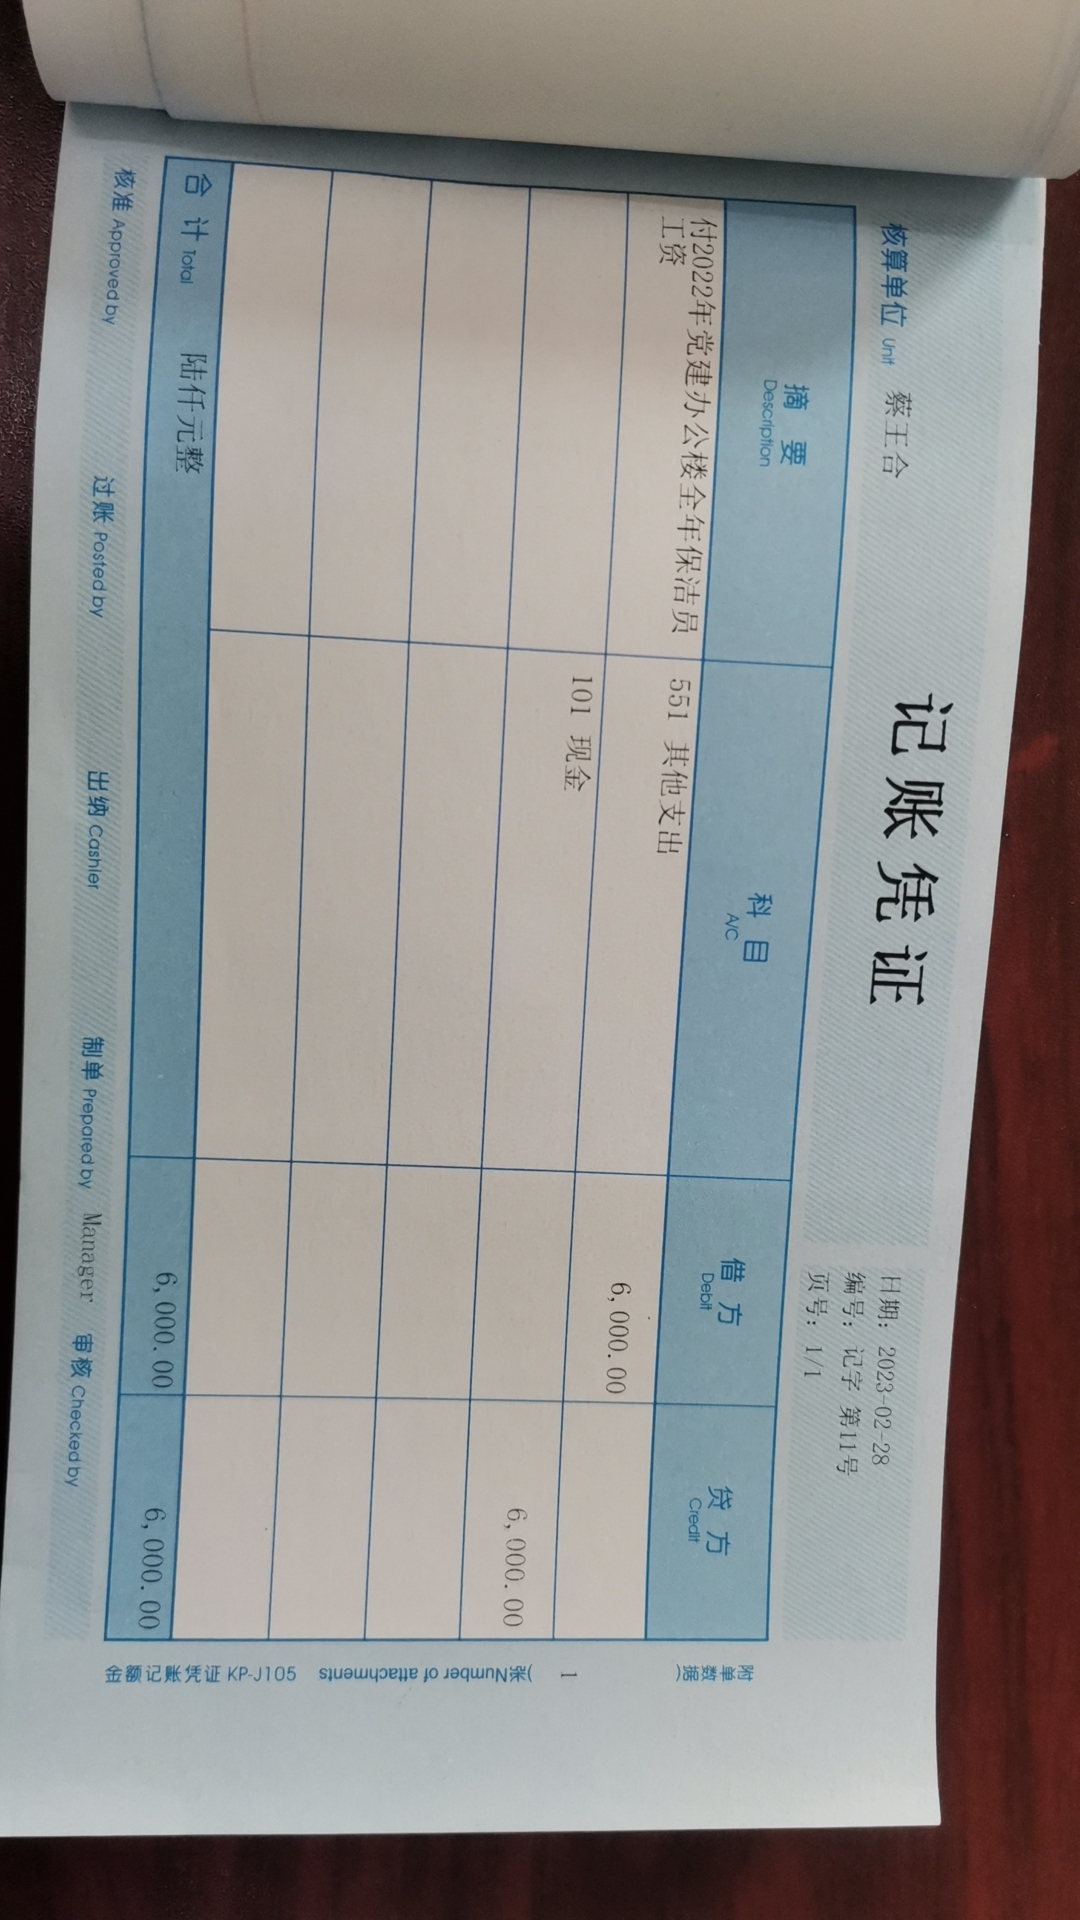 记账凭证
核算单位 Unit 蔡王合
日期：2023-02-28
编号：记字 第11号
页号：1/1
摘要 科目 借方 贷方
Description A/C Debit Credit
付2022年党建办公楼全年保洁员 551 其他支出 6,000.00
工资
101 现金 6,000.00
合计 Total 陆仟元整 6,000.00 6,000.00
核准 Approved by 过账 Posted by 出纳 Cashier 制单 Prepared by Manager 审核 Checked by
附单据数( 1 张)Number of attachments
金额记账凭证 KP-J105